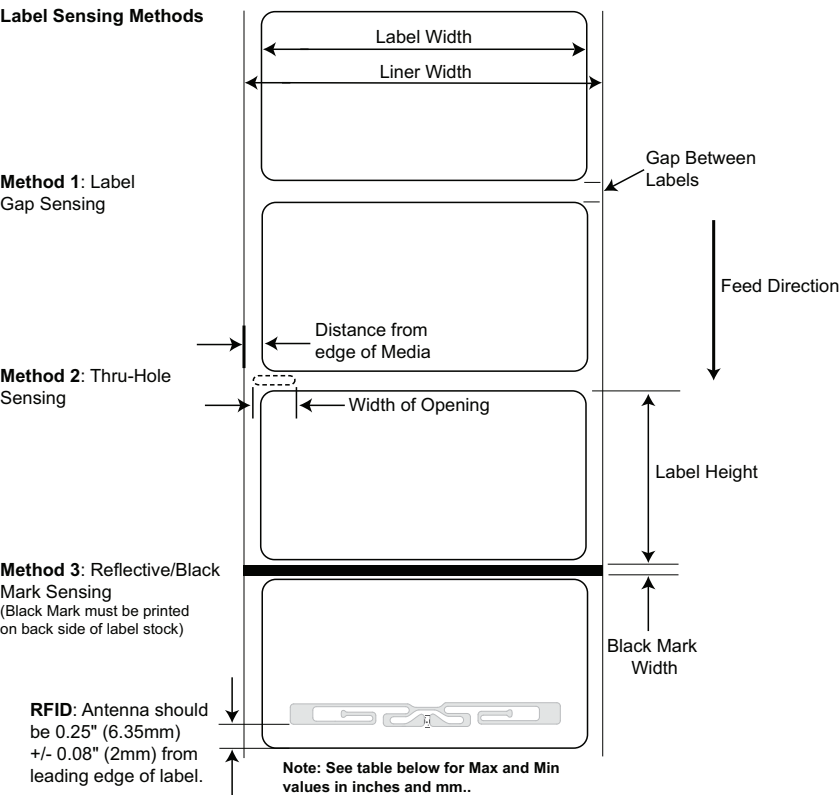 Label Sensing Methods
Label Width
Liner Width
Gap Between
Labels
Method 1: Label
Gap Sensing
Feed Direction
Distance from
edge of Media
Method 2: Thru-Hole
Sensing
Width of Opening
Label Height
Method 3: Reflective/Black
Mark Sensing
(Black Mark must be printed
on back side of label stock)
Black Mark
Width
RFID: Antenna should
be 0.25" (6.35mm)
+/- 0.08" (2mm) from
leading edge of label.
Note: See table below for Max and Min
values in inches and mm..